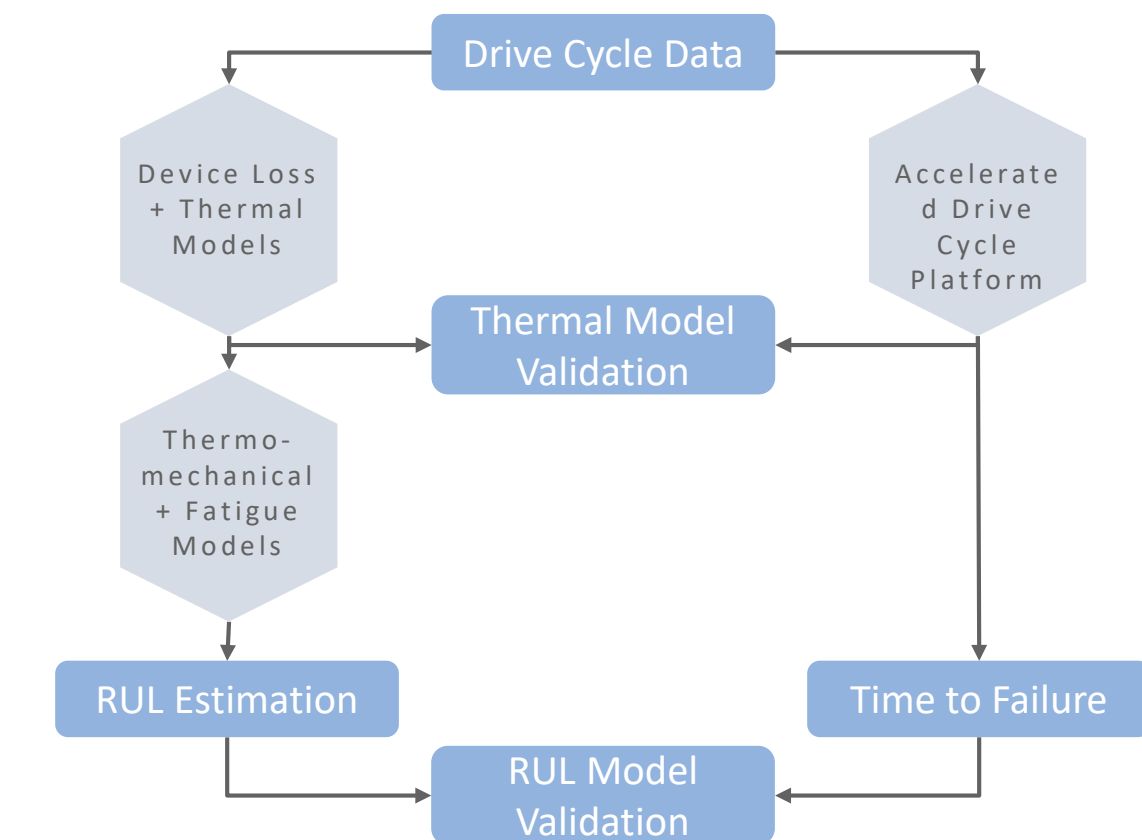 Drive Cycle Data
Device Loss
+ Thermal
Models
Accelerate
d Drive
Cycle
Platform
Thermal Model
Validation
Thermo-
mechanical
+ Fatigue
Models
RUL Estimation
Time to Failure
RUL Model
Validation